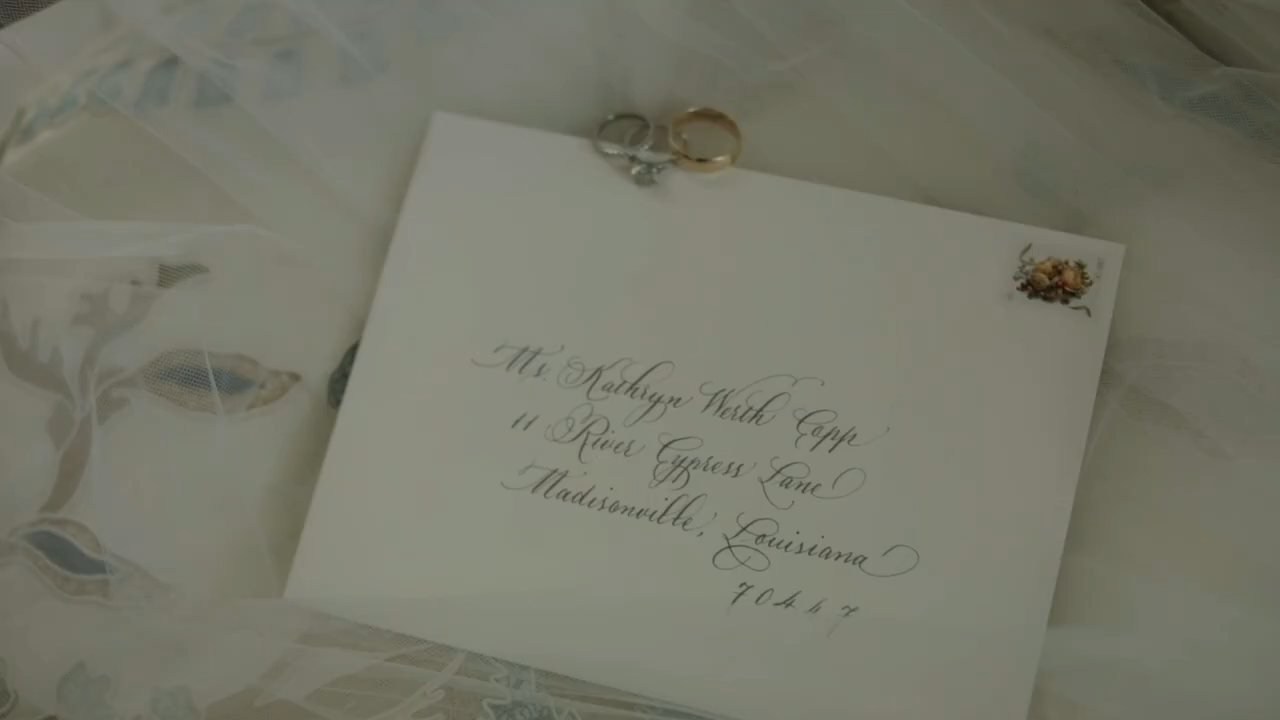 Ms. Kathryn Werth Capp
11 River Cypress Lane
Madisonville, Louisiana
70447